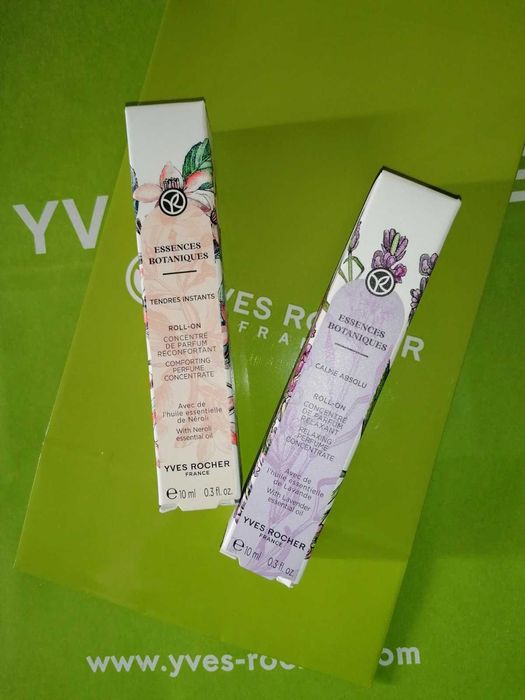 YV
YVES ROCHER
FRANCE
ESSENCES
BOTANIQUES
TENDRES INSTANTS
ROLL-ON
CONCENTRÉ
DE PARFUM
RÉCONFORTANT
COMFORTING
PERFUME
CONCENTRATE
Avec de
l'huile essentielle
de Néroli
With Neroli
essential oil
YVES ROCHER
FRANCE
℮ 10 ml 0.3 fl. oz.
ESSENCES
BOTANIQUES
CALME ABSOLU
ROLL-ON
CONCENTRÉ
DE PARFUM
RELAXANT
RELAXING
PERFUME
CONCENTRATE
Avec de
l'huile essentielle
de Lavande
With Lavender
essential oil
YVES ROCHER
FRANCE
℮ 10 ml 0.3 fl. oz.
www.yves-rocher.com